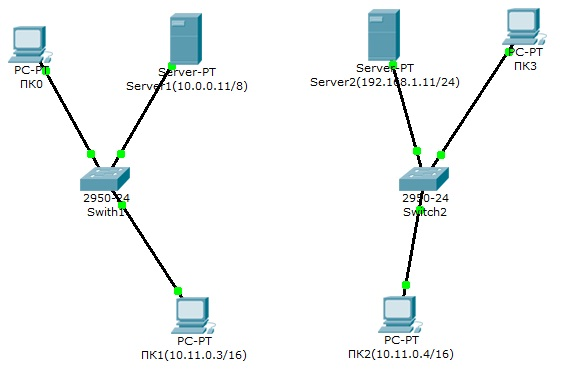 PC-PT
ПК0
Server-PT
Server1(10.0.0.11/8)
2950-24
Swith1
PC-PT
ПК1(10.11.0.3/16)
Server-PT
Server2(192.168.1.11/24)
PC-PT
ПК3
2950-24
Switch2
PC-PT
ПК2(10.11.0.4/16)